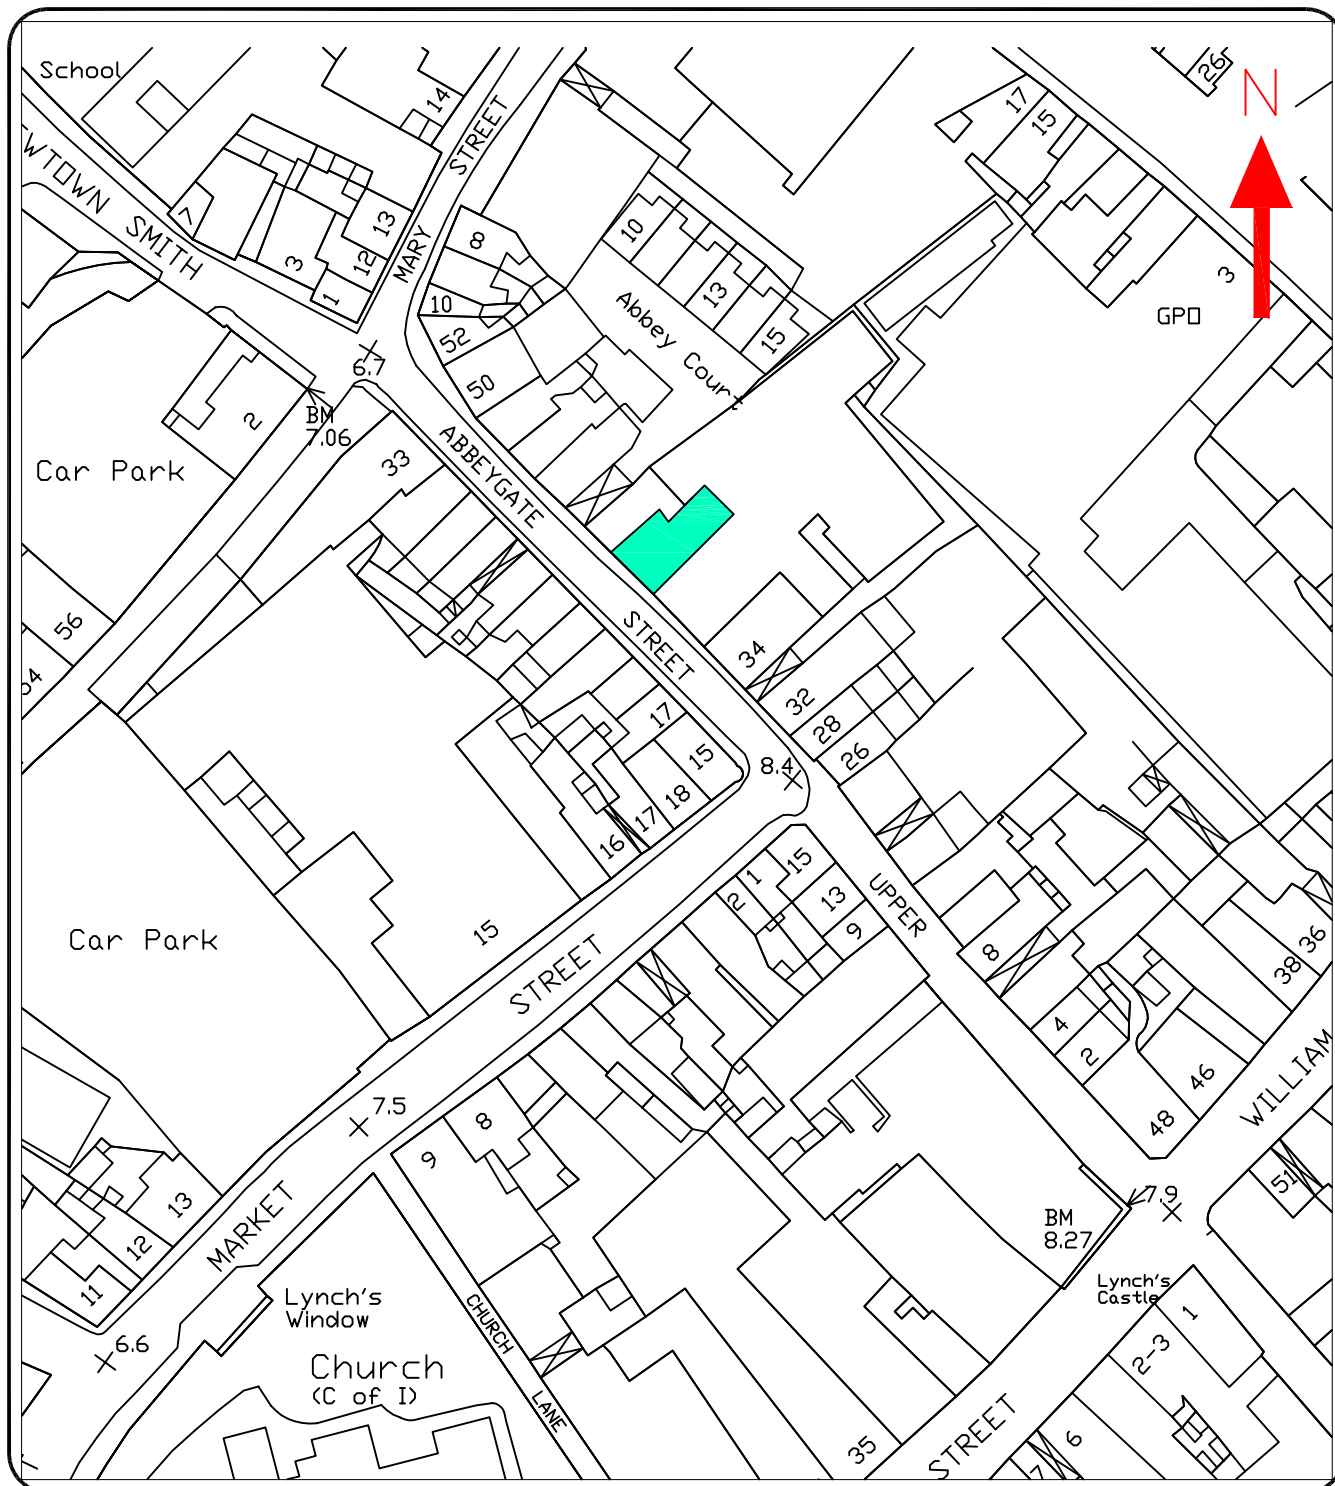 School
26
N
17
15
14
STREET
WTOWN SMITH
7
13
12
3
1
MARY
8
10
10
13
15
Abbey Court
3
GPO
52
50
6.7
BM
7.06
2
33
Car Park
ABBEYGATE
STREET
56
34
32
28
26
17
15
8.4
18
17
16
15
15
13
9
1
2
UPPER
Car Park
STREET
8
36
38
4
2
46
48
WILLIAM
7.5
8
9
13
12
11
MARKET
51
7.9
BM
8.27
Lynch's
Castle
1
2-3
Lynch's
Window
CHURCH
LANE
6.6
Church
(C of I)
35
STREET
6
7